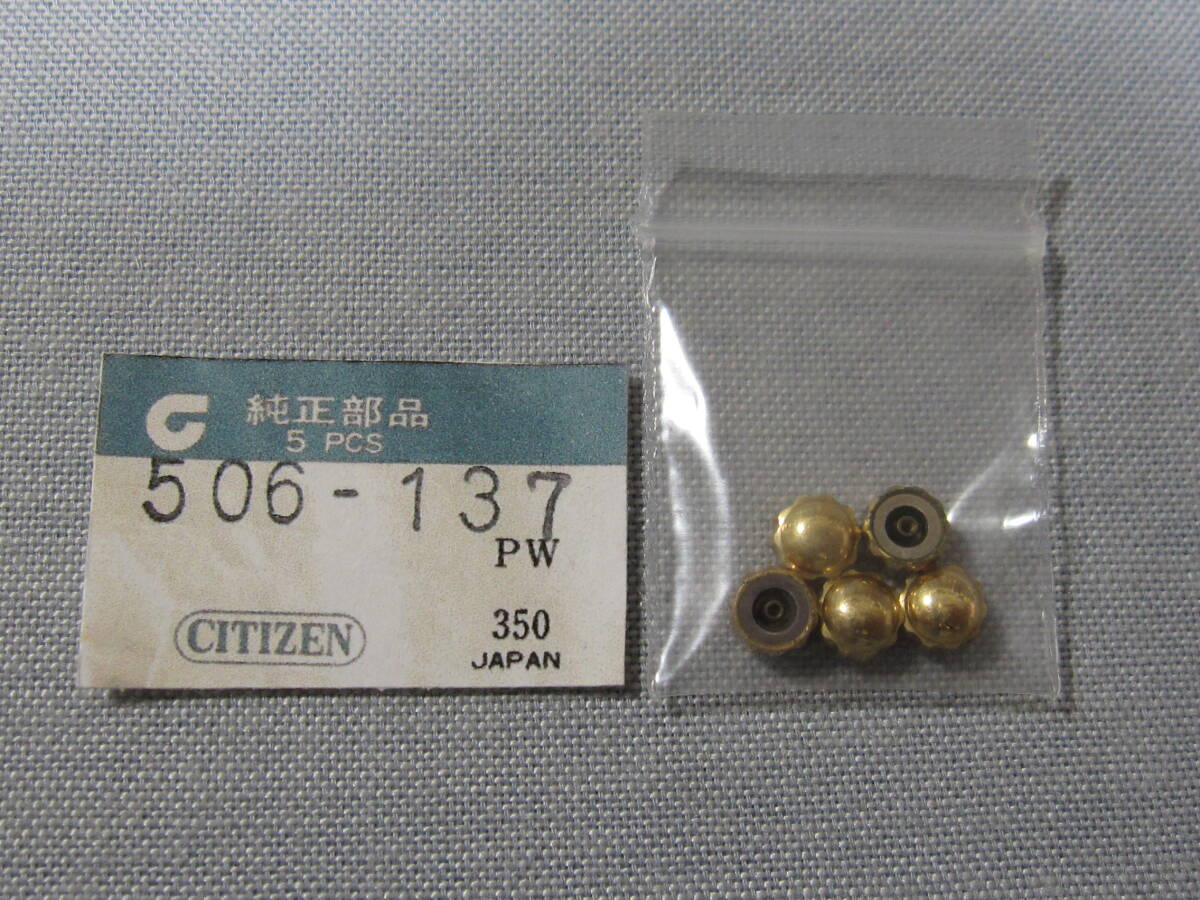 純正部品
5 PCS
506-137
PW
CITIZEN
350
JAPAN